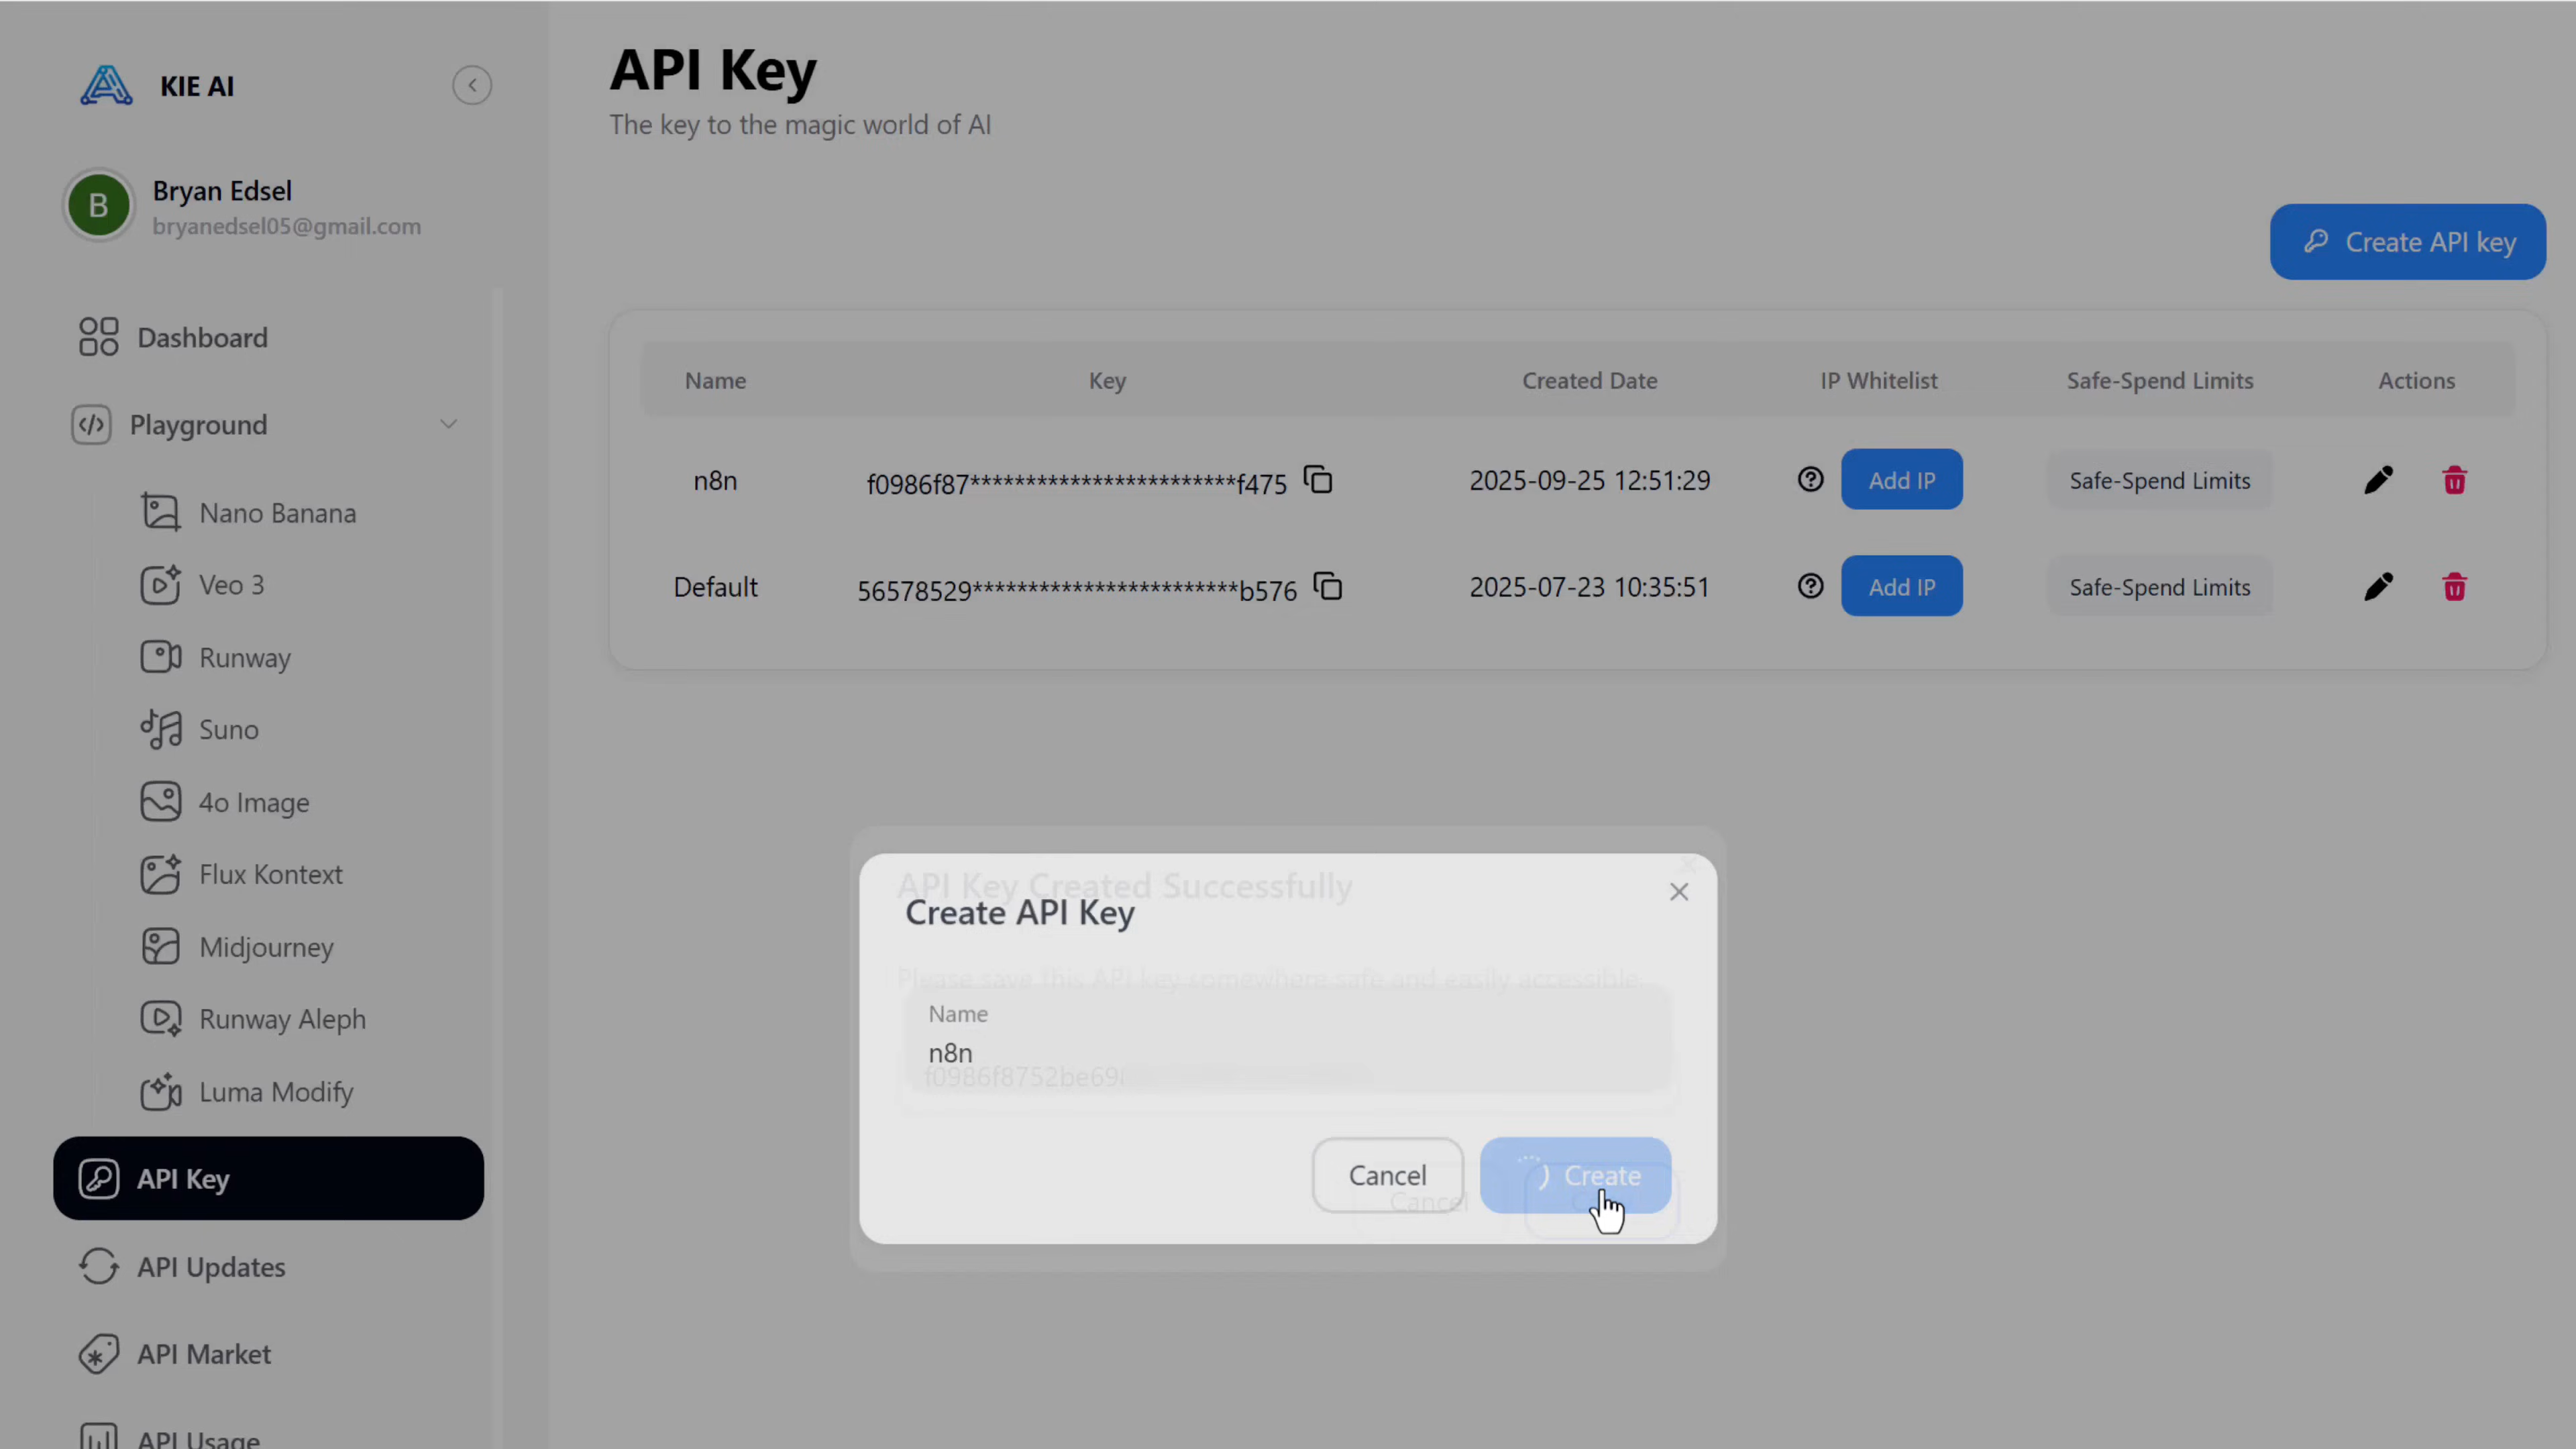 KIE AI
Bryan Edsel
bryanedsel05@gmail.com
Dashboard
Playground
Nano Banana
Veo 3
Runway
Suno
4o Image
Flux Kontext
Midjourney
Runway Aleph
Luma Modify
API Key
API Updates
API Market
API Usage
API Key
The key to the magic world of AI
Create API key
Name Key Created Date IP Whitelist Safe-Spend Limits Actions
n8n f0986f87************************f475 2025-09-25 12:51:29 Add IP Safe-Spend Limits
Default 56578529************************b576 2025-07-23 10:35:51 Add IP Safe-Spend Limits
API Key Created Successfully
Create API Key
Please save this API key somewhere safe and easily accessible.
Name
n8n
Cancel Create
Cancel